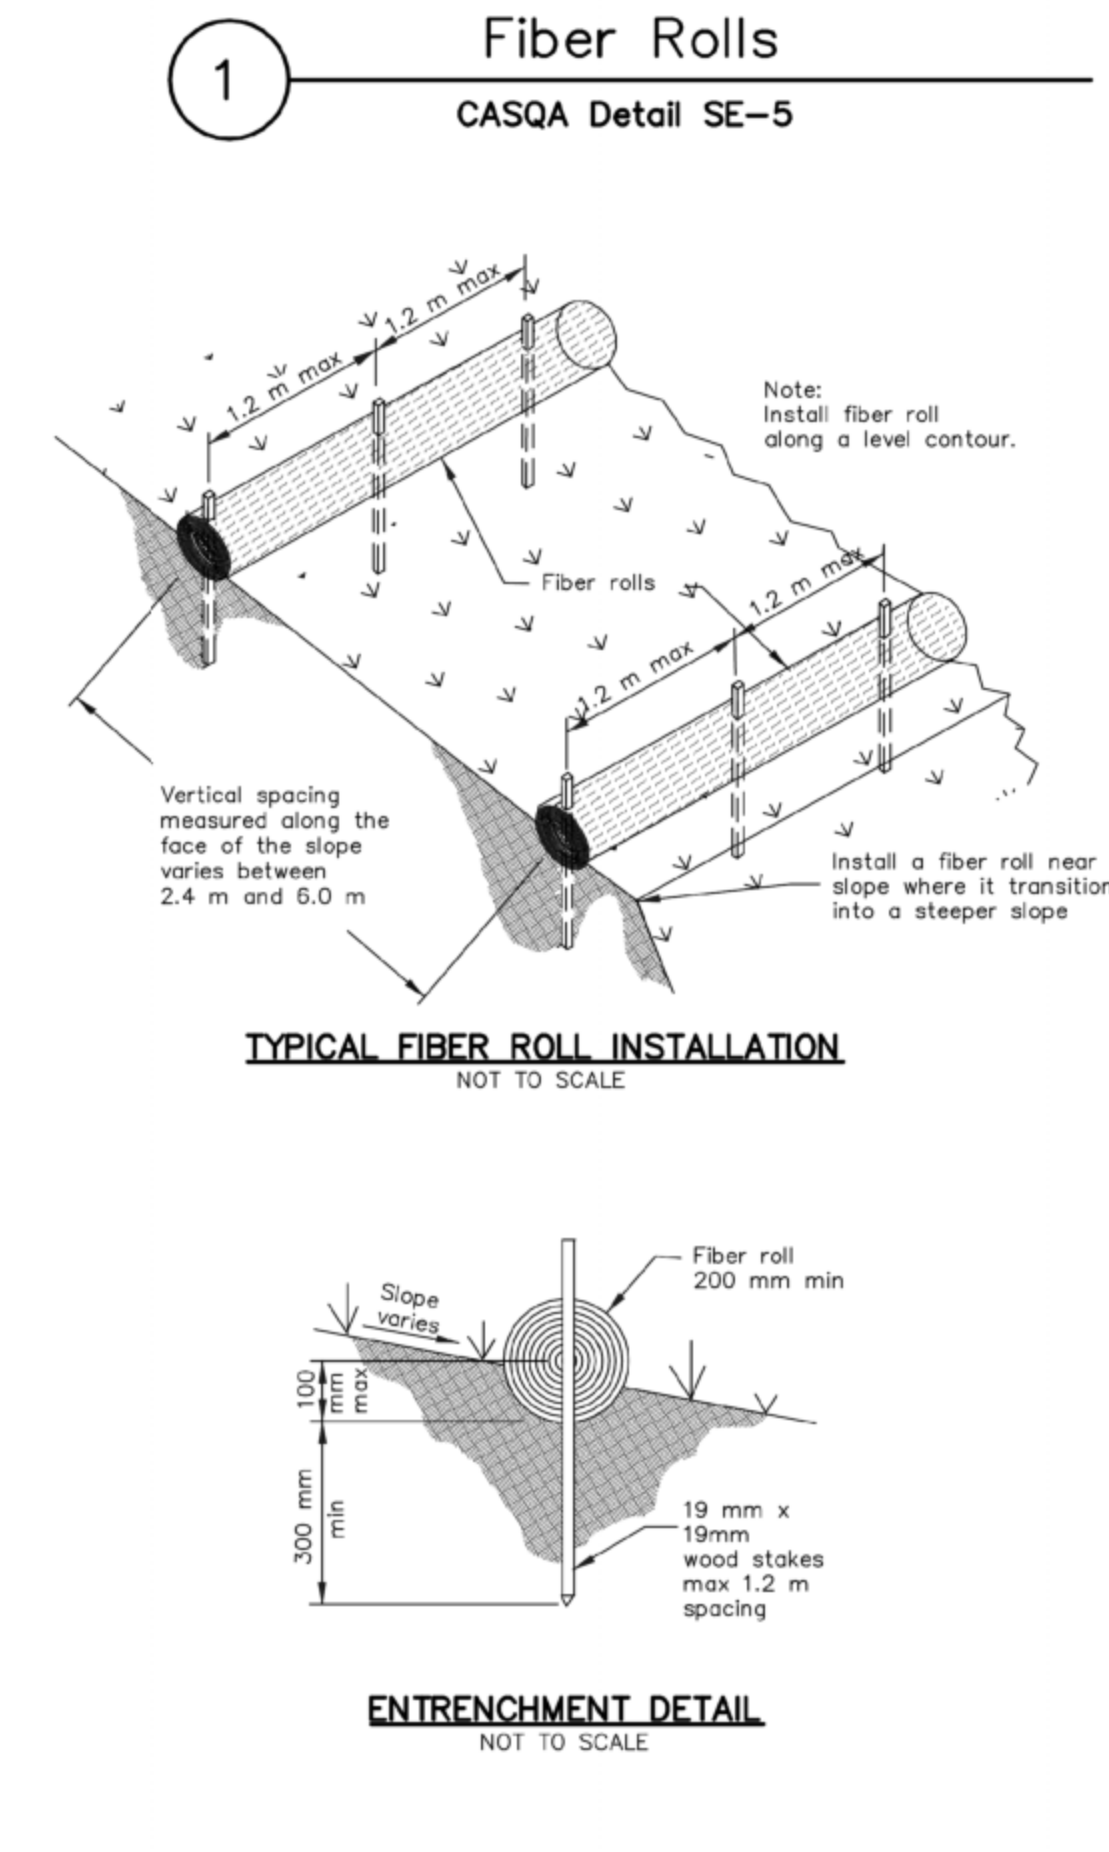 1
Fiber Rolls
CASQA Detail SE-5
1.2 m max
1.2 m max
Note:
Install fiber roll
along a level contour.
Fiber rolls
1.2 m max
1.2 m max
Vertical spacing
measured along the
face of the slope
varies between
2.4 m and 6.0 m
Install a fiber roll near
slope where it transition
into a steeper slope
TYPICAL FIBER ROLL INSTALLATION
NOT TO SCALE
Fiber roll
200 mm min
Slope
varies
100
mm
max
300 mm
min
19 mm x
19mm
wood stakes
max 1.2 m
spacing
ENTRENCHMENT DETAIL
NOT TO SCALE